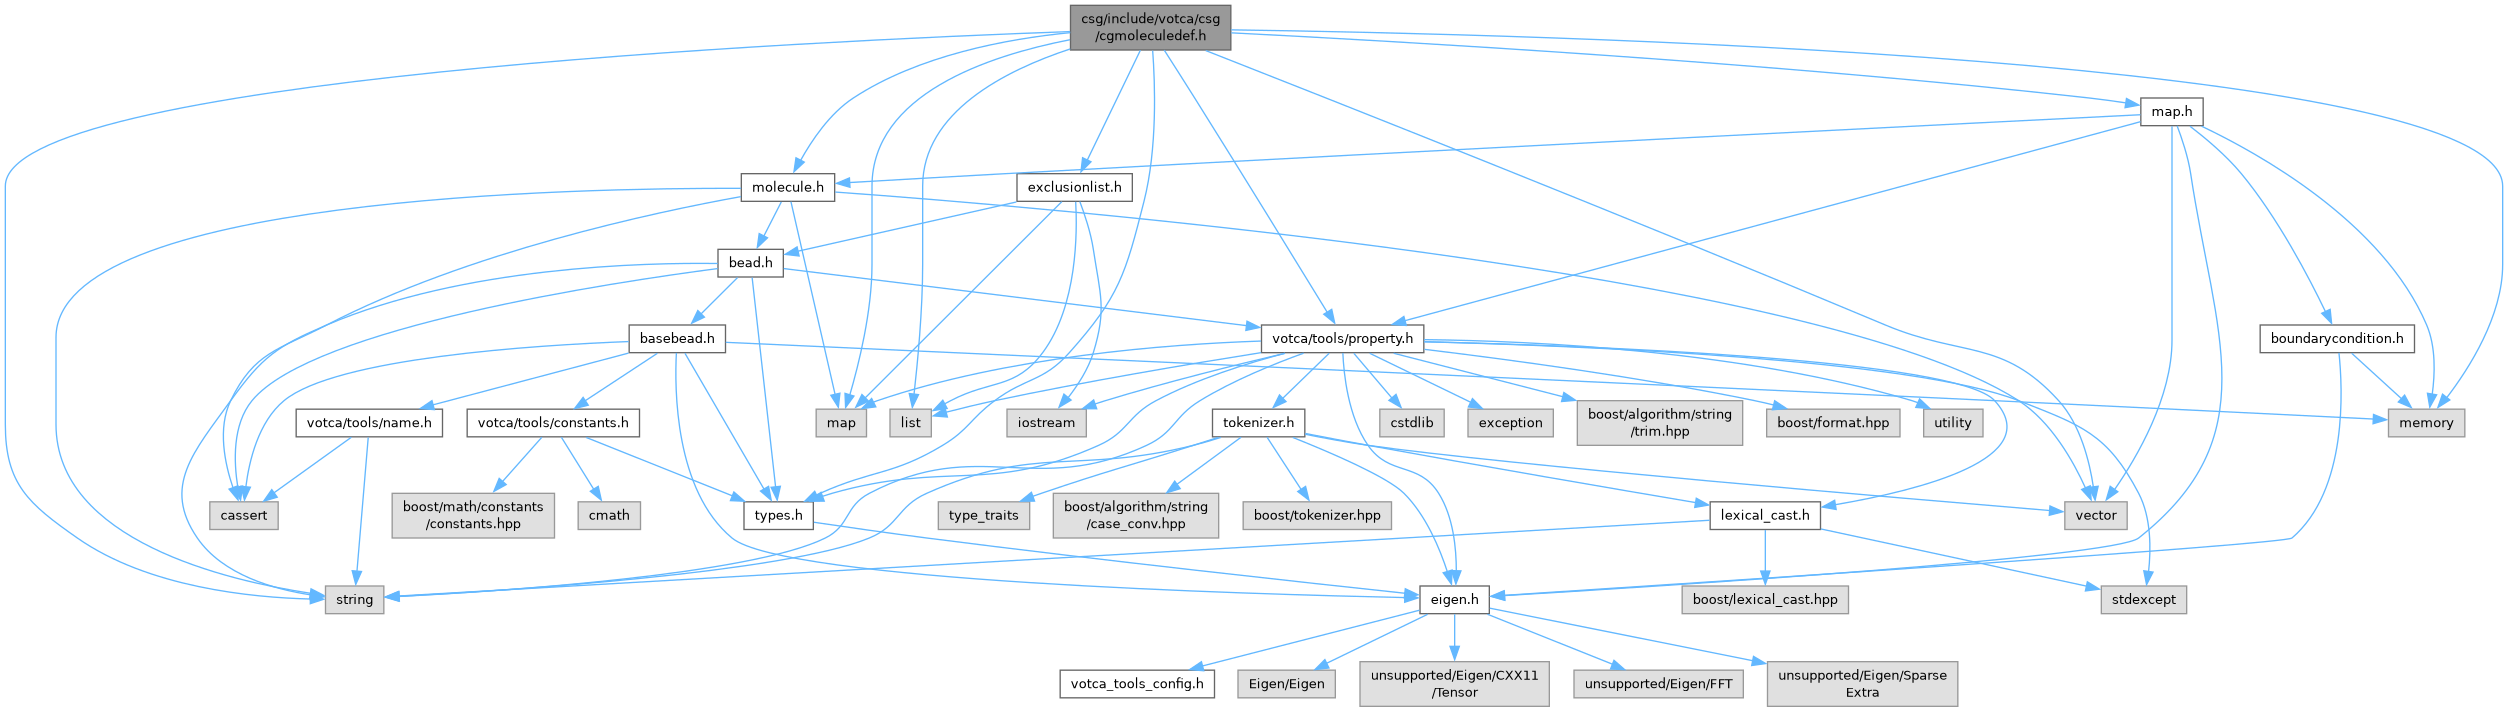 csg/include/votca/csg
/cgmoleculedef.h
map.h
molecule.h
exclusionlist.h
bead.h
basebead.h
votca/tools/property.h
boundarycondition.h
votca/tools/name.h
votca/tools/constants.h
map
list
iostream
tokenizer.h
cstdlib
exception
boost/algorithm/string
/trim.hpp
boost/format.hpp
utility
memory
cassert
boost/math/constants
/constants.hpp
cmath
types.h
type_traits
boost/algorithm/string
/case_conv.hpp
boost/tokenizer.hpp
lexical_cast.h
vector
string
eigen.h
boost/lexical_cast.hpp
stdexcept
votca_tools_config.h
Eigen/Eigen
unsupported/Eigen/CXX11
/Tensor
unsupported/Eigen/FFT
unsupported/Eigen/Sparse
Extra